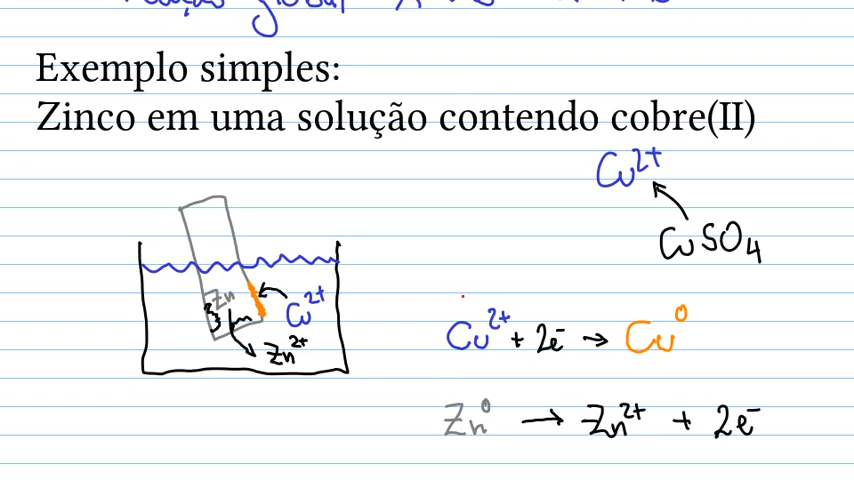 Exemplo simples:
Zinco em uma solução contendo cobre(II)
Cu²⁺
CuSO₄
Zn
Cu²⁺
Zn²⁺
Cu²⁺ + 2e⁻ → Cu⁰
Zn⁰ → Zn²⁺ + 2e⁻